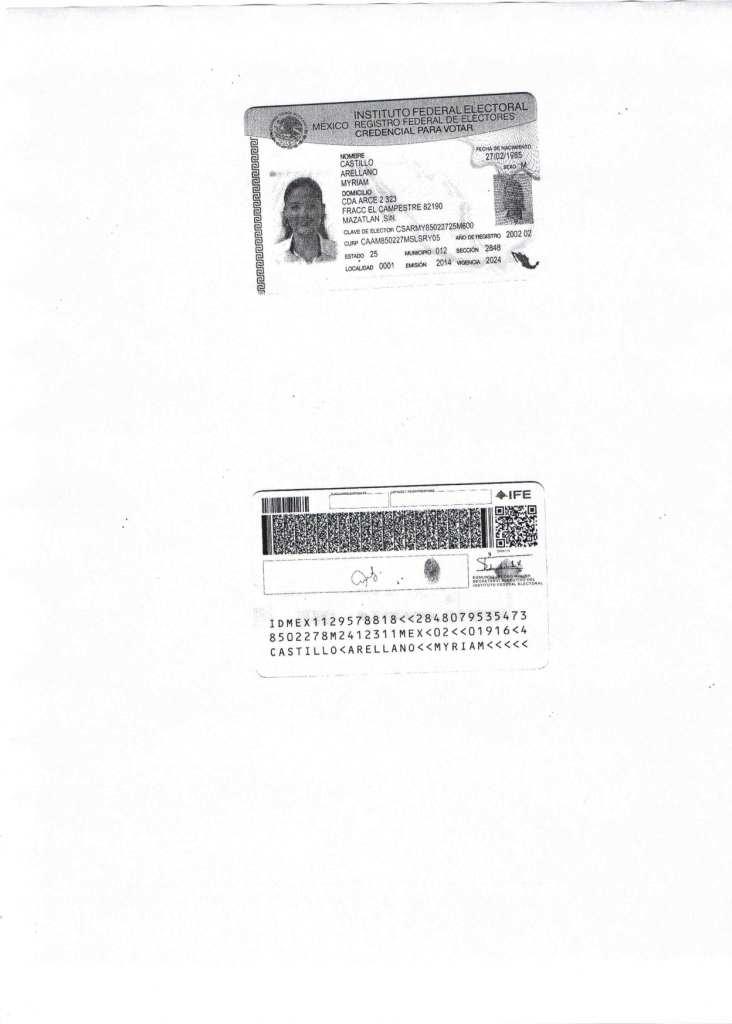 INSTITUTO FEDERAL ELECTORAL
MÉXICO REGISTRO FEDERAL DE ELECTORES
CREDENCIAL PARA VOTAR
NOMBRE
CASTILLO
ARELLANO
MYRIAM
FECHA DE NACIMIENTO
27/02/1985
SEXO M
DOMICILIO
CDA ARCE 2 323
FRACC EL CAMPESTRE 82190
MAZATLAN ,SIN.
CLAVE DE ELECTOR CSARMY85022725M600
CURP CAAM850227MSLSRY05 AÑO DE REGISTRO 2002 02
ESTADO 25 MUNICIPIO 012 SECCIÓN 2848
LOCALIDAD 0001 EMISIÓN 2014 VIGENCIA 2024
IFE
SECRETARIO EJECUTIVO DEL
INSTITUTO FEDERAL ELECTORAL
IDMEX1129578818<<2848079535473
8502278M2412311MEX<02<<01916<4
CASTILLO<ARELLANO<<MYRIAM<<<<<